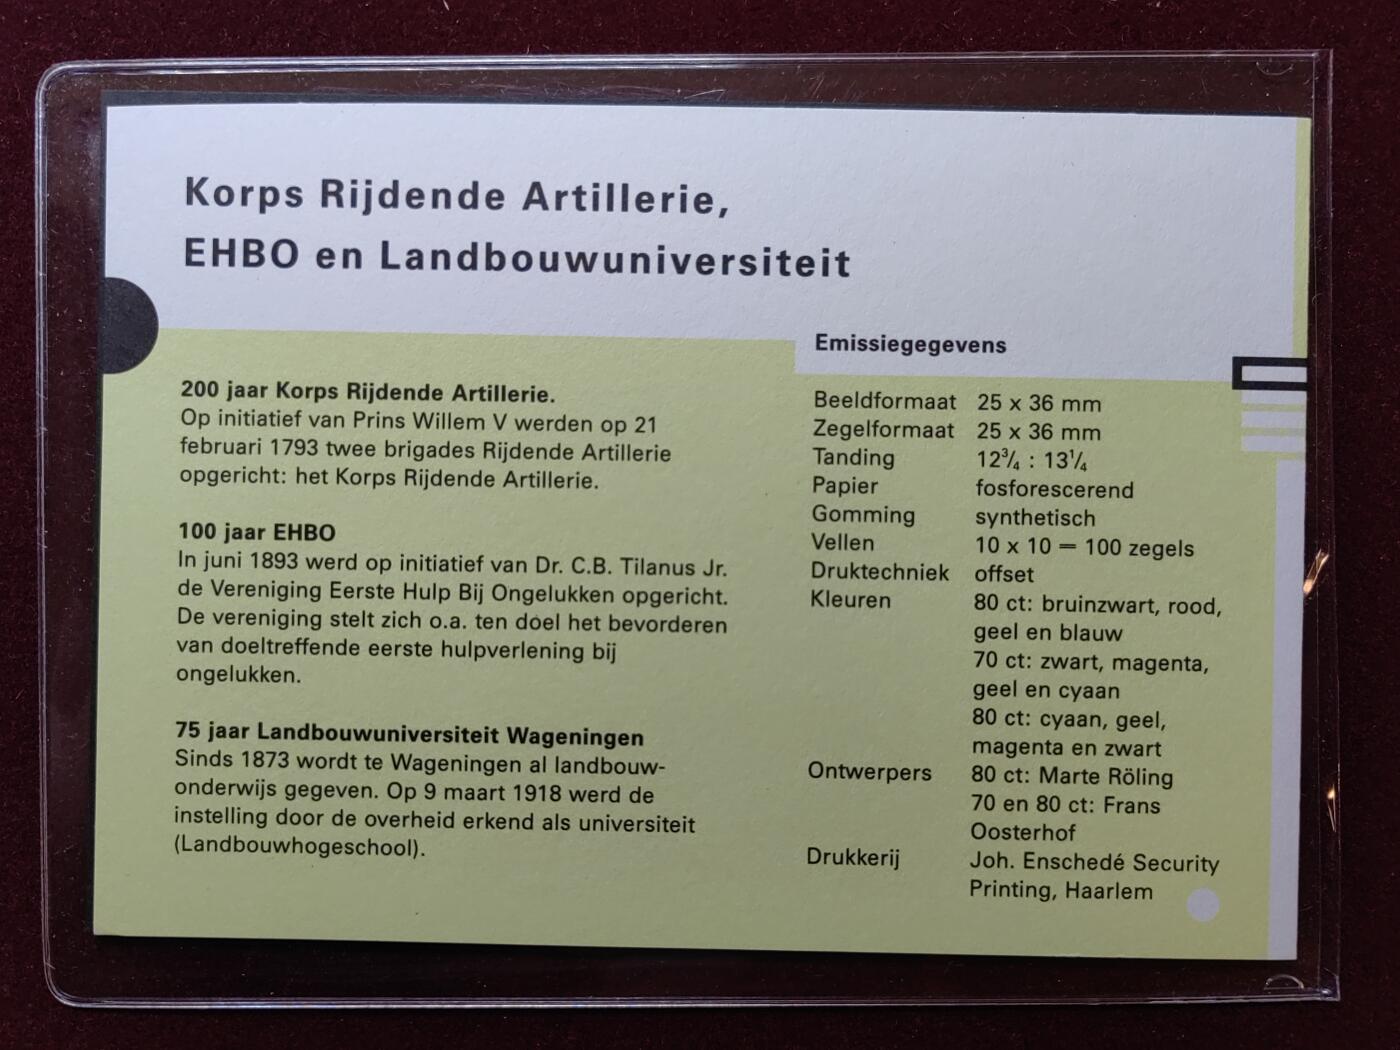 Korps Rijdende Artillerie,
EHBO en Landbouwuniversiteit
200 jaar Korps Rijdende Artillerie.
Op initiatief van Prins Willem V werden op 21
februari 1793 twee brigades Rijdende Artillerie
opgericht: het Korps Rijdende Artillerie.
100 jaar EHBO
In juni 1893 werd op initiatief van Dr. C.B. Tilanus Jr.
de Vereniging Eerste Hulp Bij Ongelukken opgericht.
De vereniging stelt zich o.a. ten doel het bevorderen
van doeltreffende eerste hulpverlening bij
ongelukken.
75 jaar Landbouwuniversiteit Wageningen
Sinds 1873 wordt te Wageningen al landbouw-
onderwijs gegeven. Op 9 maart 1918 werd de
instelling door de overheid erkend als universiteit
(Landbouwhogeschool).
Emissiegegevens
Beeldformaat 25 x 36 mm
Zegelformaat 25 x 36 mm
Tanding 12¾ : 13¼
Papier fosforescerend
Gomming synthetisch
Vellen 10 x 10 = 100 zegels
Druktechniek offset
Kleuren 80 ct: bruinzwart, rood,
geel en blauw
70 ct: zwart, magenta,
geel en cyaan
80 ct: cyaan, geel,
magenta en zwart
Ontwerpers 80 ct: Marte Röling
70 en 80 ct: Frans
Oosterhof
Drukkerij Joh. Enschedé Security
Printing, Haarlem